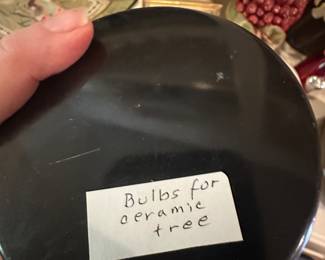 Bulbs for
ceramic
tree